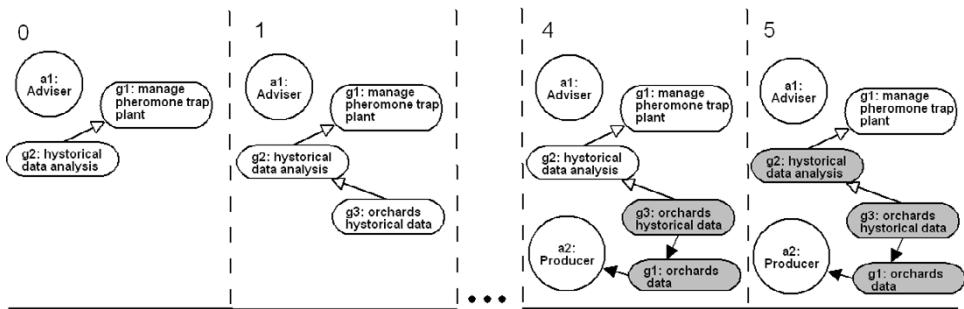 0
a1:
Adviser
g1: manage
pheromone trap
plant
g2: hystorical
data analysis
1
a1:
Adviser
g1: manage
pheromone trap
plant
g2: hystorical
data analysis
g3: orchards
hystorical data
4
a1:
Adviser
g1: manage
pheromone trap
plant
g2: hystorical
data analysis
g3: orchards
hystorical data
a2:
Producer
g1: orchards
data
5
a1:
Adviser
g1: manage
pheromone trap
plant
g2: hystorical
data analysis
g3: orchards
hystorical data
a2:
Producer
g1: orchards
data